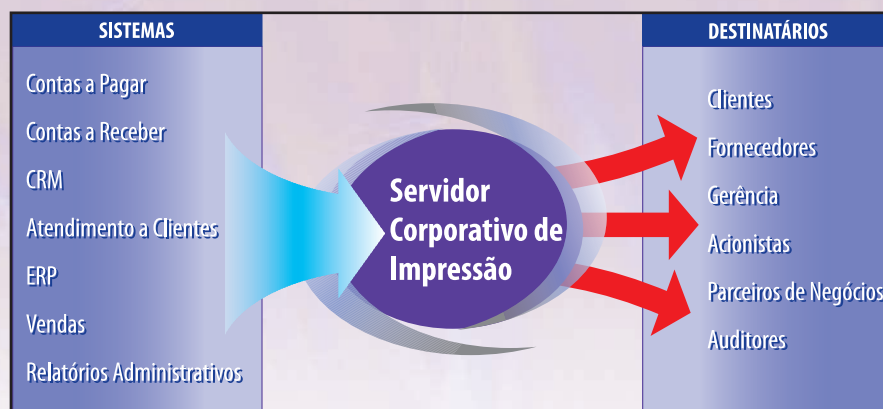 SISTEMAS
Contas a Pagar
Contas a Receber
CRM
Atendimento a Clientes
ERP
Vendas
Relatórios Administrativos
Servidor
Corporativo de
Impressão
DESTINATÁRIOS
Clientes
Fornecedores
Gerência
Acionistas
Parceiros de Negócios
Auditores